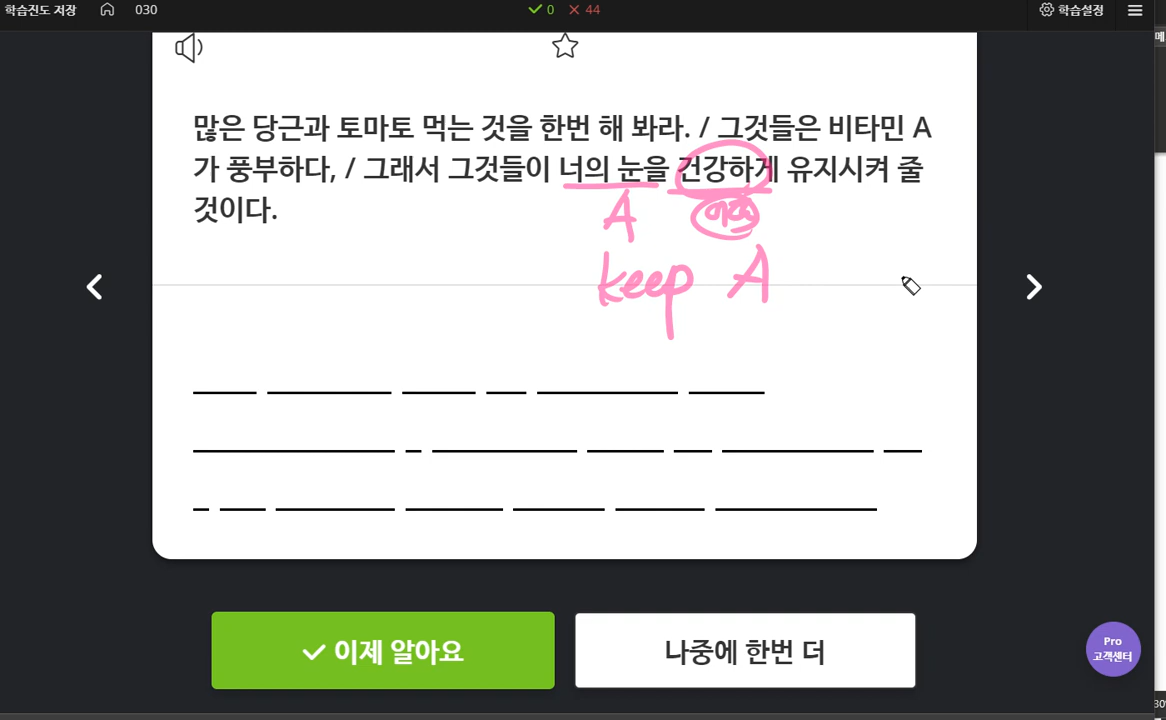 학습진도 저장 030 0 44 학습설정
많은 당근과 토마토 먹는 것을 한번 해 봐라. / 그것들은 비타민 A
가 풍부하다, / 그래서 그것들이 너의 눈을 건강하게 유지시켜 줄
것이다.
A
keep A
이제 알아요 나중에 한번 더
Pro
고객센터